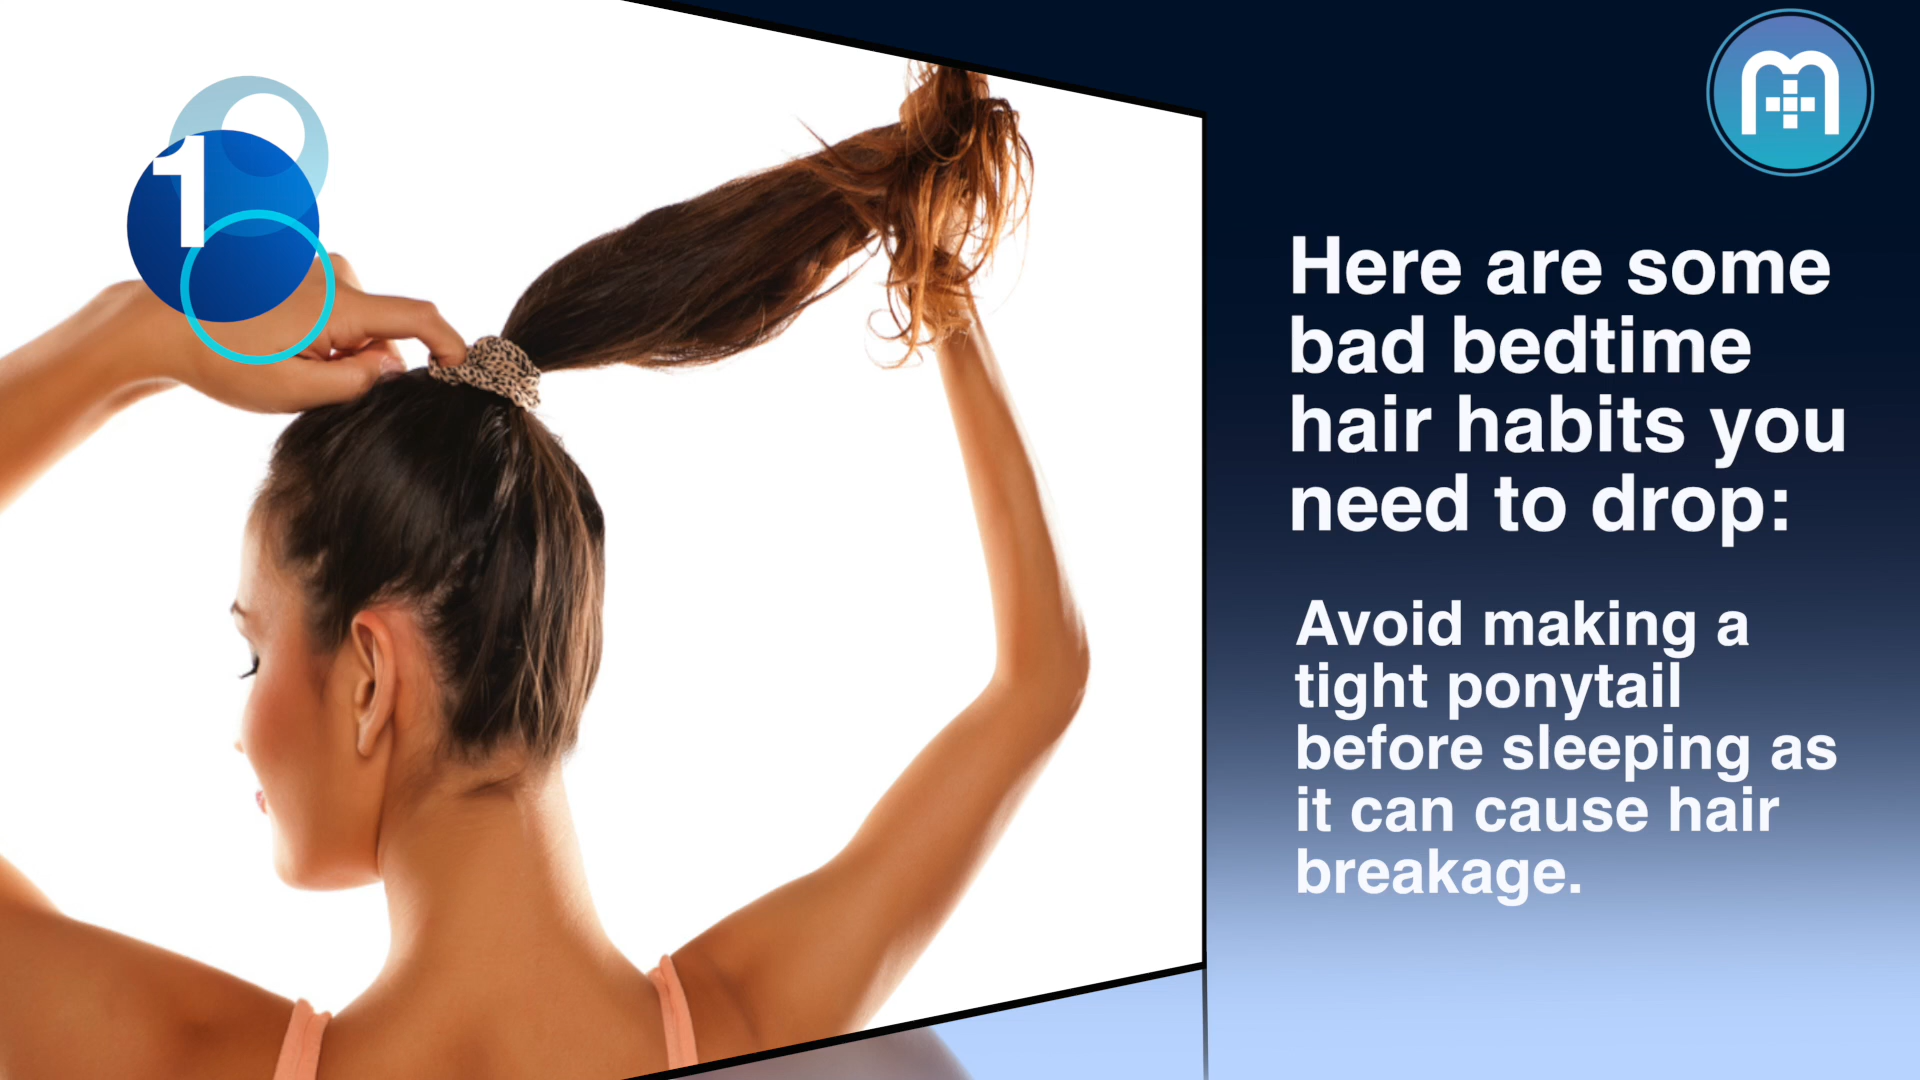 1
Here are some
bad bedtime
hair habits you
need to drop:
Avoid making a
tight ponytail
before sleeping as
it can cause hair
breakage.